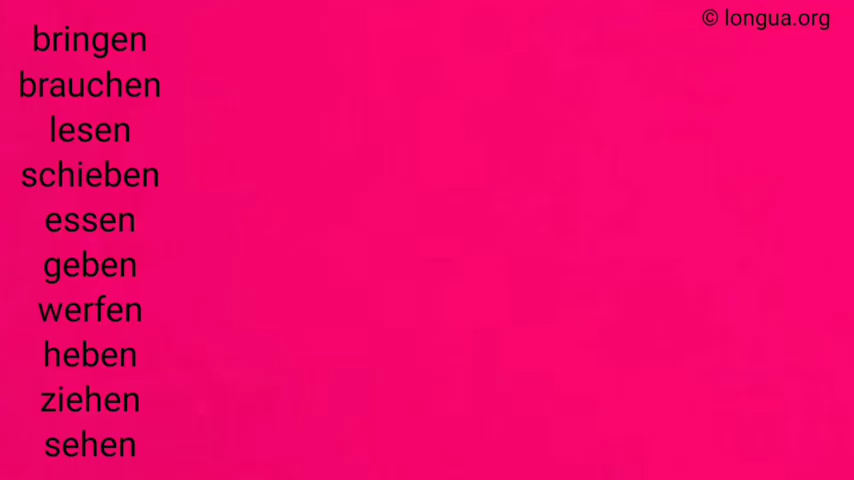 © longua.org
bringen
brauchen
lesen
schieben
essen
geben
werfen
heben
ziehen
sehen